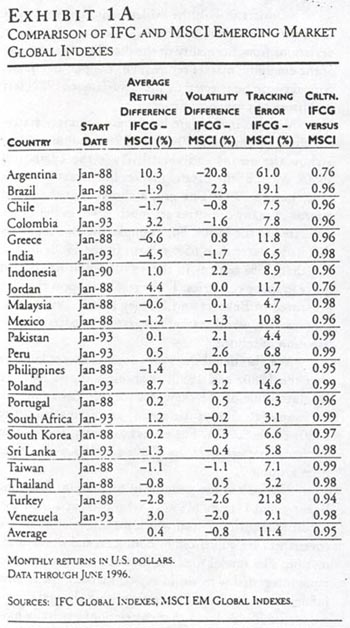 EXHIBIT 1A
COMPARISON OF IFC AND MSCI EMERGING MARKET
GLOBAL INDEXES
COUNTRY START DATE AVERAGE RETURN DIFFERENCE IFCG – MSCI (%) VOLATILITY DIFFERENCE IFCG – MSCI (%) TRACKING ERROR IFCG – MSCI (%) CRLTN. IFCG VERSUS MSCI
Argentina Jan-88 10.3 –20.8 61.0 0.76
Brazil Jan-88 –1.9 2.3 19.1 0.96
Chile Jan-88 –1.7 –0.8 7.5 0.96
Colombia Jan-93 3.2 –1.6 7.8 0.96
Greece Jan-88 –6.6 0.8 11.8 0.96
India Jan-93 –4.5 –1.7 6.5 0.98
Indonesia Jan-90 1.0 2.2 8.9 0.96
Jordan Jan-88 4.4 0.0 11.7 0.76
Malaysia Jan-88 –0.6 0.1 4.7 0.98
Mexico Jan-88 –1.2 –1.3 10.8 0.96
Pakistan Jan-93 0.1 2.1 4.4 0.99
Peru Jan-93 0.5 2.6 6.8 0.99
Philippines Jan-88 –1.4 –0.1 9.7 0.95
Poland Jan-93 8.7 3.2 14.6 0.99
Portugal Jan-88 0.2 0.5 6.3 0.96
South Africa Jan-93 1.2 –0.2 3.1 0.99
South Korea Jan-88 0.2 0.3 6.6 0.97
Sri Lanka Jan-93 –1.3 –0.4 5.8 0.98
Taiwan Jan-88 –1.1 –1.1 7.1 0.99
Thailand Jan-88 –0.8 0.5 5.2 0.98
Turkey Jan-88 –2.8 –2.6 21.8 0.94
Venezuela Jan-93 3.0 –2.0 9.1 0.98
Average 0.4 –0.8 11.4 0.95
MONTHLY RETURNS IN U.S. DOLLARS.
DATA THROUGH JUNE 1996.
SOURCES: IFC GLOBAL INDEXES, MSCI EM GLOBAL INDEXES.